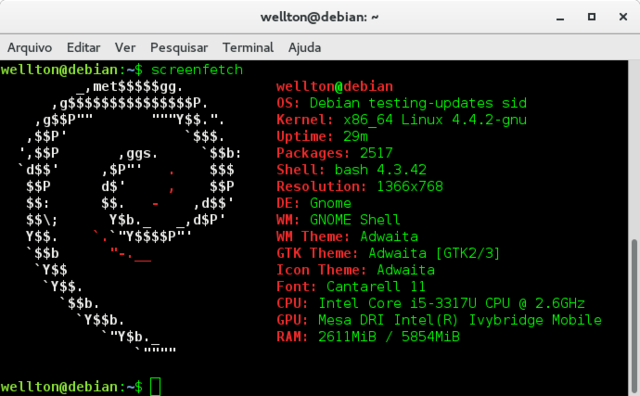 wellton@debian: ~
Arquivo Editar Ver Pesquisar Terminal Ajuda
wellton@debian:~$ screenfetch
         _,met$$$$$gg.           wellton@debian
      ,g$$$$$$$$$$$$$$$P.        OS: Debian testing-updates sid
    ,g$$P""       """Y$$.".      Kernel: x86_64 Linux 4.4.2-gnu
   ,$$P'              `$$$.      Uptime: 29m
  ',$$P       ,ggs.     `$$b:    Packages: 2517
  `d$$'     ,$P"'   .    $$$     Shell: bash 4.3.42
   $$P      d$'     ,    $$P     Resolution: 1366x768
   $$:      $$.   -    ,d$$'     DE: Gnome
   $$\;      Y$b._   _,d$P'      WM: GNOME Shell
   Y$$.    `.`"Y$$$$P"'          WM Theme: Adwaita
   `$$b      "-.__               GTK Theme: Adwaita [GTK2/3]
    `Y$$                         Icon Theme: Adwaita
     `Y$$.                       Font: Cantarell 11
       `$$b.                     CPU: Intel Core i5-3317U CPU @ 2.6GHz
         `Y$$b.                  GPU: Mesa DRI Intel(R) Ivybridge Mobile
            `"Y$b._              RAM: 2611MiB / 5854MiB
                `""""
wellton@debian:~$